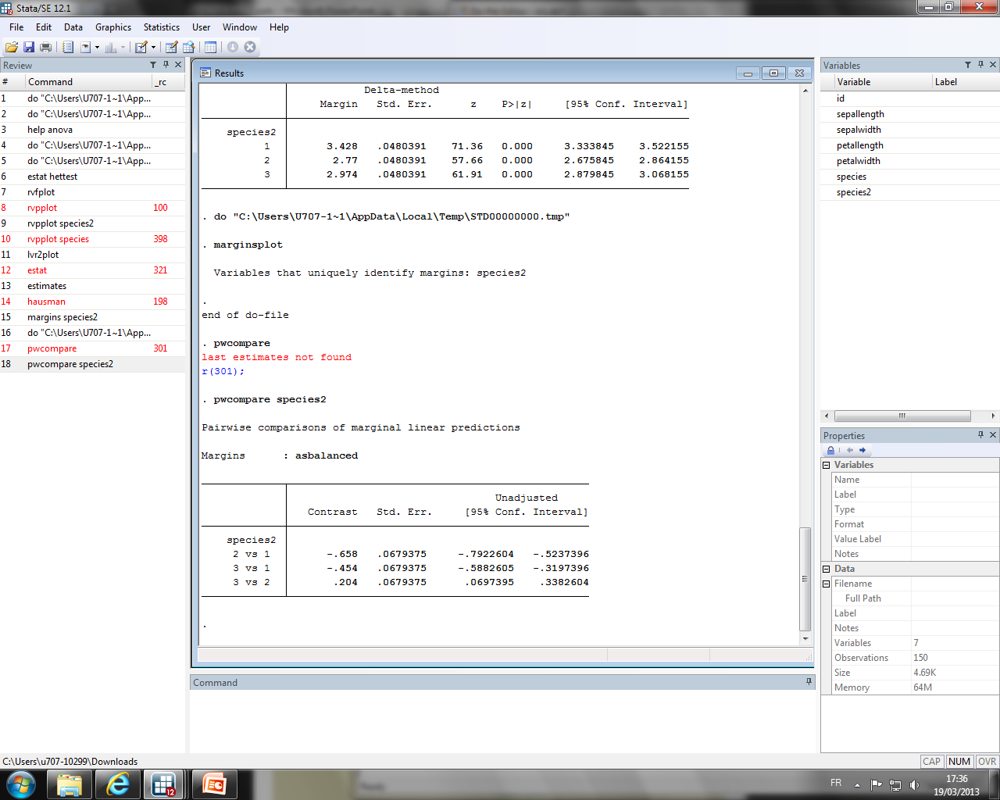 Stata/SE 12.1
File Edit Data Graphics Statistics User Window Help
Review
# Command _rc
1 do "C:\Users\U707-1~1\App...
2 do "C:\Users\U707-1~1\App...
3 help anova
4 do "C:\Users\U707-1~1\App...
5 do "C:\Users\U707-1~1\App...
6 estat hettest
7 rvfplot
8 rvpplot 100
9 rvpplot species2
10 rvpplot species 398
11 lvr2plot
12 estat 321
13 estimates
14 hausman 198
15 margins species2
16 do "C:\Users\U707-1~1\App...
17 pwcompare 301
18 pwcompare species2
Results
Delta-method
Margin Std. Err. z P>|z| [95% Conf. Interval]
species2
1 3.428 .0480391 71.36 0.000 3.333845 3.522155
2 2.77 .0480391 57.66 0.000 2.675845 2.864155
3 2.974 .0480391 61.91 0.000 2.879845 3.068155
. do "C:\Users\U707-1~1\AppData\Local\Temp\STD00000000.tmp"
. marginsplot
Variables that uniquely identify margins: species2
.
end of do-file
. pwcompare
last estimates not found
r(301);
. pwcompare species2
Pairwise comparisons of marginal linear predictions
Margins : asbalanced
Unadjusted
Contrast Std. Err. [95% Conf. Interval]
species2
2 vs 1 -.658 .0679375 -.7922604 -.5237396
3 vs 1 -.454 .0679375 -.5882605 -.3197396
3 vs 2 .204 .0679375 .0697395 .3382604
.
Command
Variables
Variable Label
id
sepallength
sepalwidth
petallength
petalwidth
species
species2
Properties
Variables
Name
Label
Type
Format
Value Label
Notes
Data
Filename
Full Path
Label
Notes
Variables 7
Observations 150
Size 4.69K
Memory 64M
C:\Users\u707-10299\Downloads
CAP NUM OVR
12
FR
17:36
19/03/2013